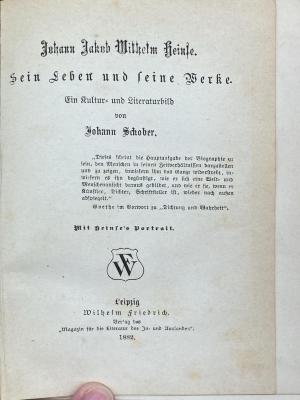 Johann Jakob Wilhelm Heinse.
Sein Leben und seine Werke.
Ein Kultur- und Literaturbild
von
Johann Schober.
„Dieses scheint die Hauptaufgabe der Biographie zu
sein, den Menschen in seinen Zeitverhältnissen darzustellen
und zu zeigen, inwiefern ihm das Ganze widerstrebt, in-
wiefern es ihn begünstigt, wie er sich eine Welt- und
Menschenansicht daraus gebildet, und wie er sie, wenn er
Künstler, Dichter, Schriftsteller ist, wieder nach außen
abspiegelt."
Goethe im Vorwort zu „Dichtung und Wahrheit".
Mit Heinse's Portrait.
WF
Leipzig
Wilhelm Friedrich.
Verlag des
„Magazin für die Literatur des In- und Auslandes".
1882.